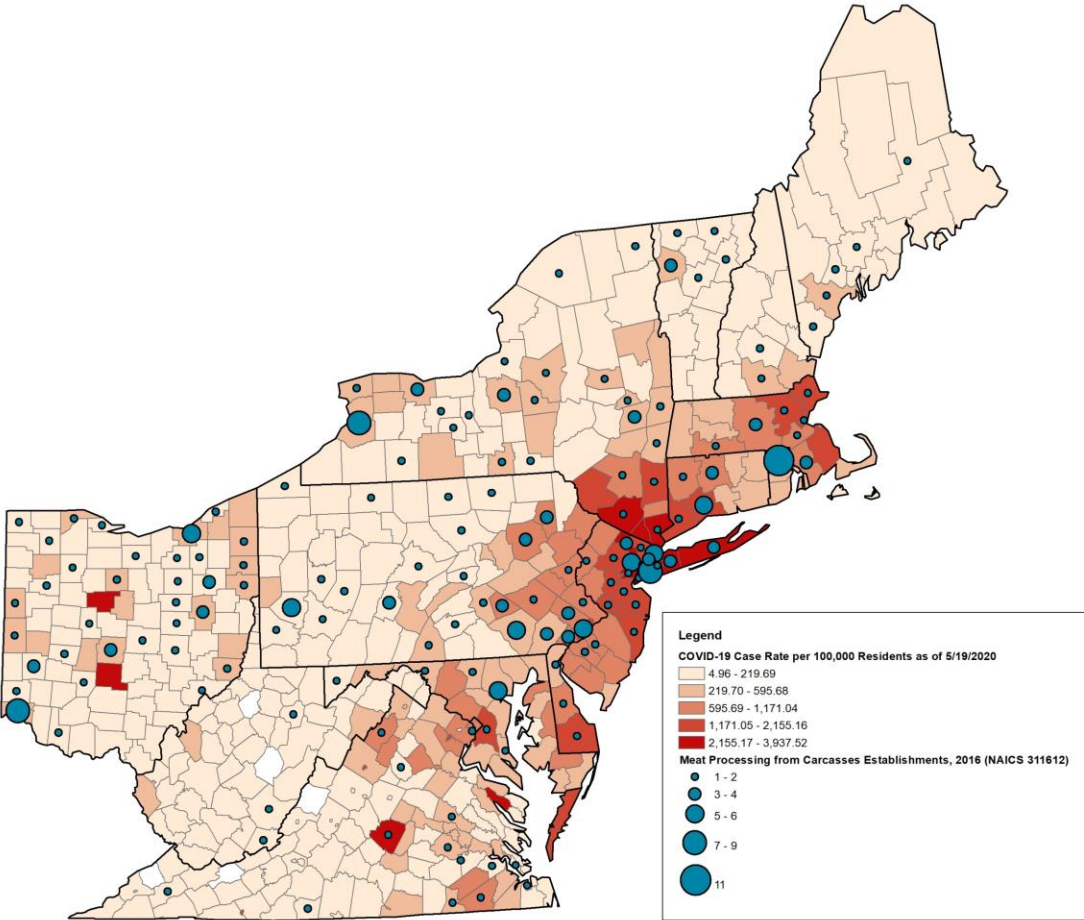 Legend
COVID-19 Case Rate per 100,000 Residents as of 5/19/2020
4.96 - 219.69
219.70 - 595.68
595.69 - 1,171.04
1,171.05 - 2,155.16
2,155.17 - 3,937.52
Meat Processing from Carcasses Establishments, 2016 (NAICS 311612)
1 - 2
3 - 4
5 - 6
7 - 9
11